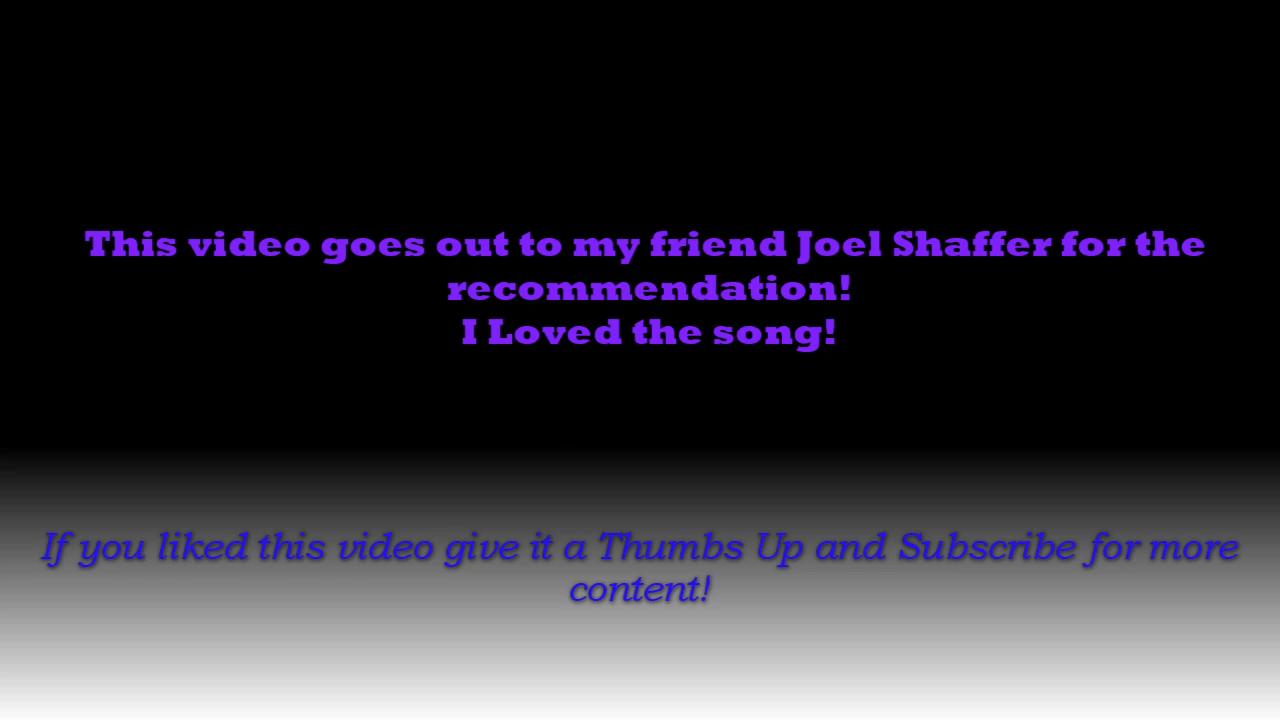 This video goes out to my friend Joel Shaffer for the
recommendation!
I Loved the song!
If you liked this video give it a Thumbs Up and Subscribe for more
content!